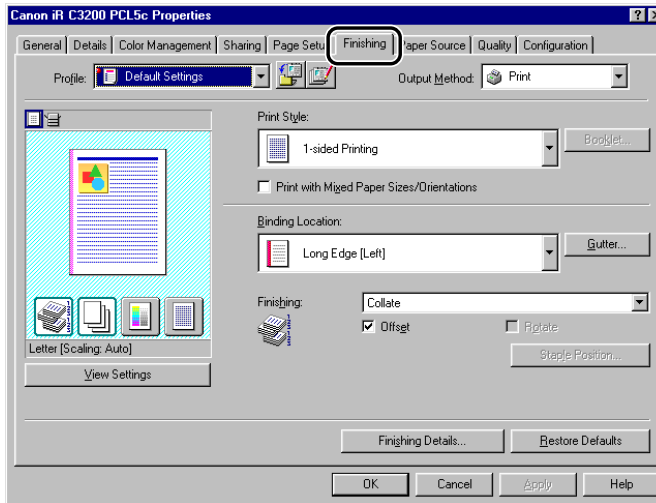 Canon iR C3200 PCL5c Properties
General Details Color Management Sharing Page Setu Finishing Paper Source Quality Configuration
Profile: Default Settings Output Method: Print
Print Style:
1-sided Printing Booklet...
Print with Mixed Paper Sizes/Orientations
Binding Location:
Long Edge [Left] Gutter...
Finishing: Collate
Offset Rotate
Staple Position...
Letter [Scaling: Auto]
View Settings
Finishing Details... Restore Defaults
OK Cancel Apply Help